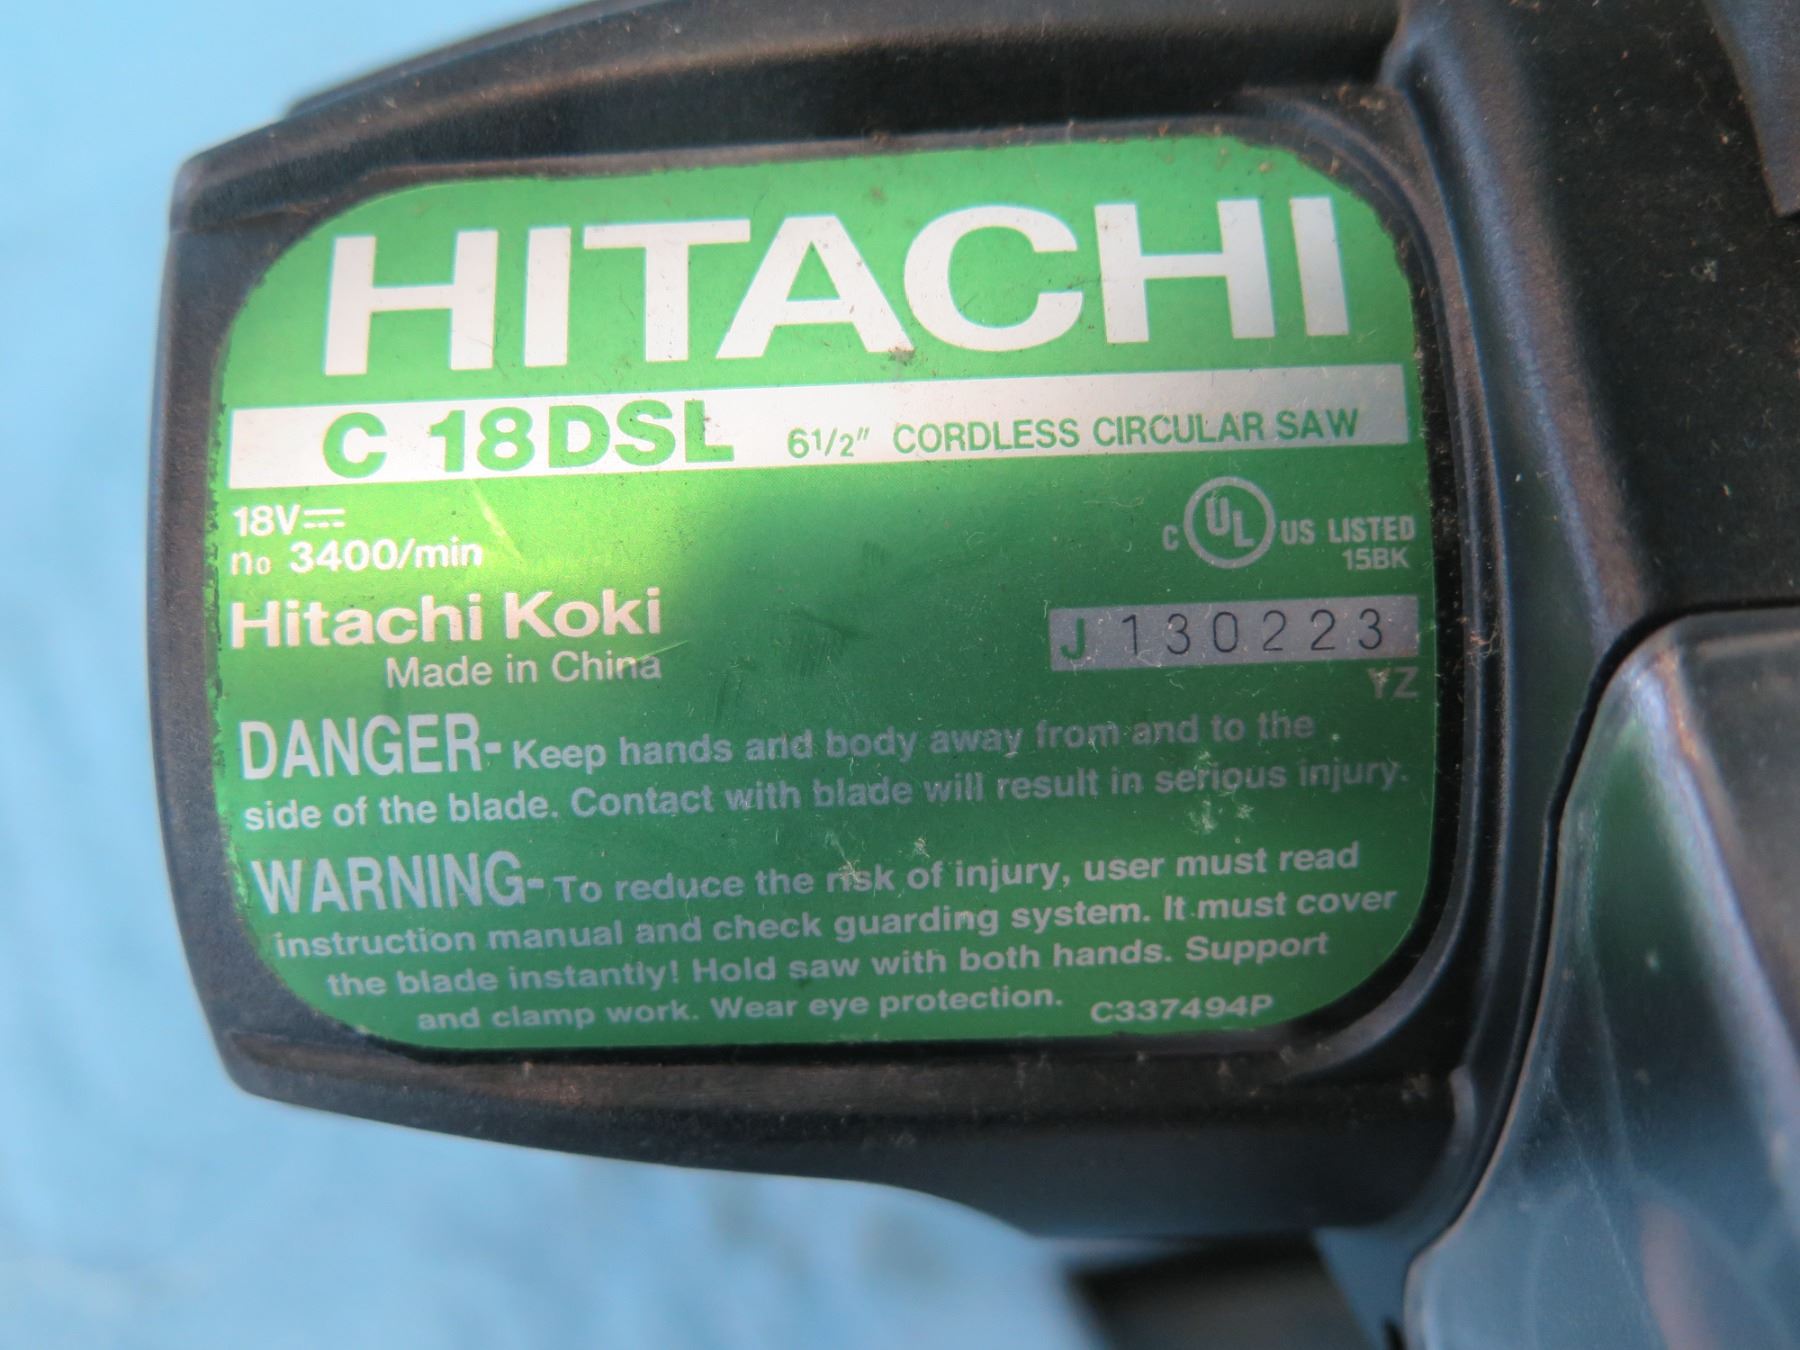 HITACHI
C 18DSL 6 1/2" CORDLESS CIRCULAR SAW
18V⎓
no 3400/min
C UL US LISTED
15BK
Hitachi Koki
Made in China
J 130223
YZ
DANGER- Keep hands and body away from and to the
side of the blade. Contact with blade will result in serious injury.
WARNING- To reduce the risk of injury, user must read
instruction manual and check guarding system. It must cover
the blade instantly! Hold saw with both hands. Support
and clamp work. Wear eye protection. C337494P